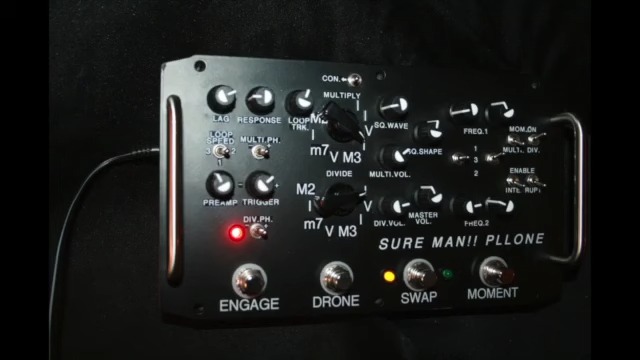 CON.
MULTIPLY
LAG RESPONSE LOOP TRK. SQ.WAVE FREQ.1 MOM.ON
M2 V
LOOP SPEED MULTI.PH. MULTI. DIV.
3 2
1
m7 V M3 SQ.SHAPE 1
3
2
DIVIDE MULTI.VOL. ENABLE
M2 V INTE RUPT
PREAMP TRIGGER
DIV.PH. m7 V M3 DIV.VOL. MASTER VOL. FREQ.2
SURE MAN!! PLLONE
ENGAGE DRONE SWAP MOMENT